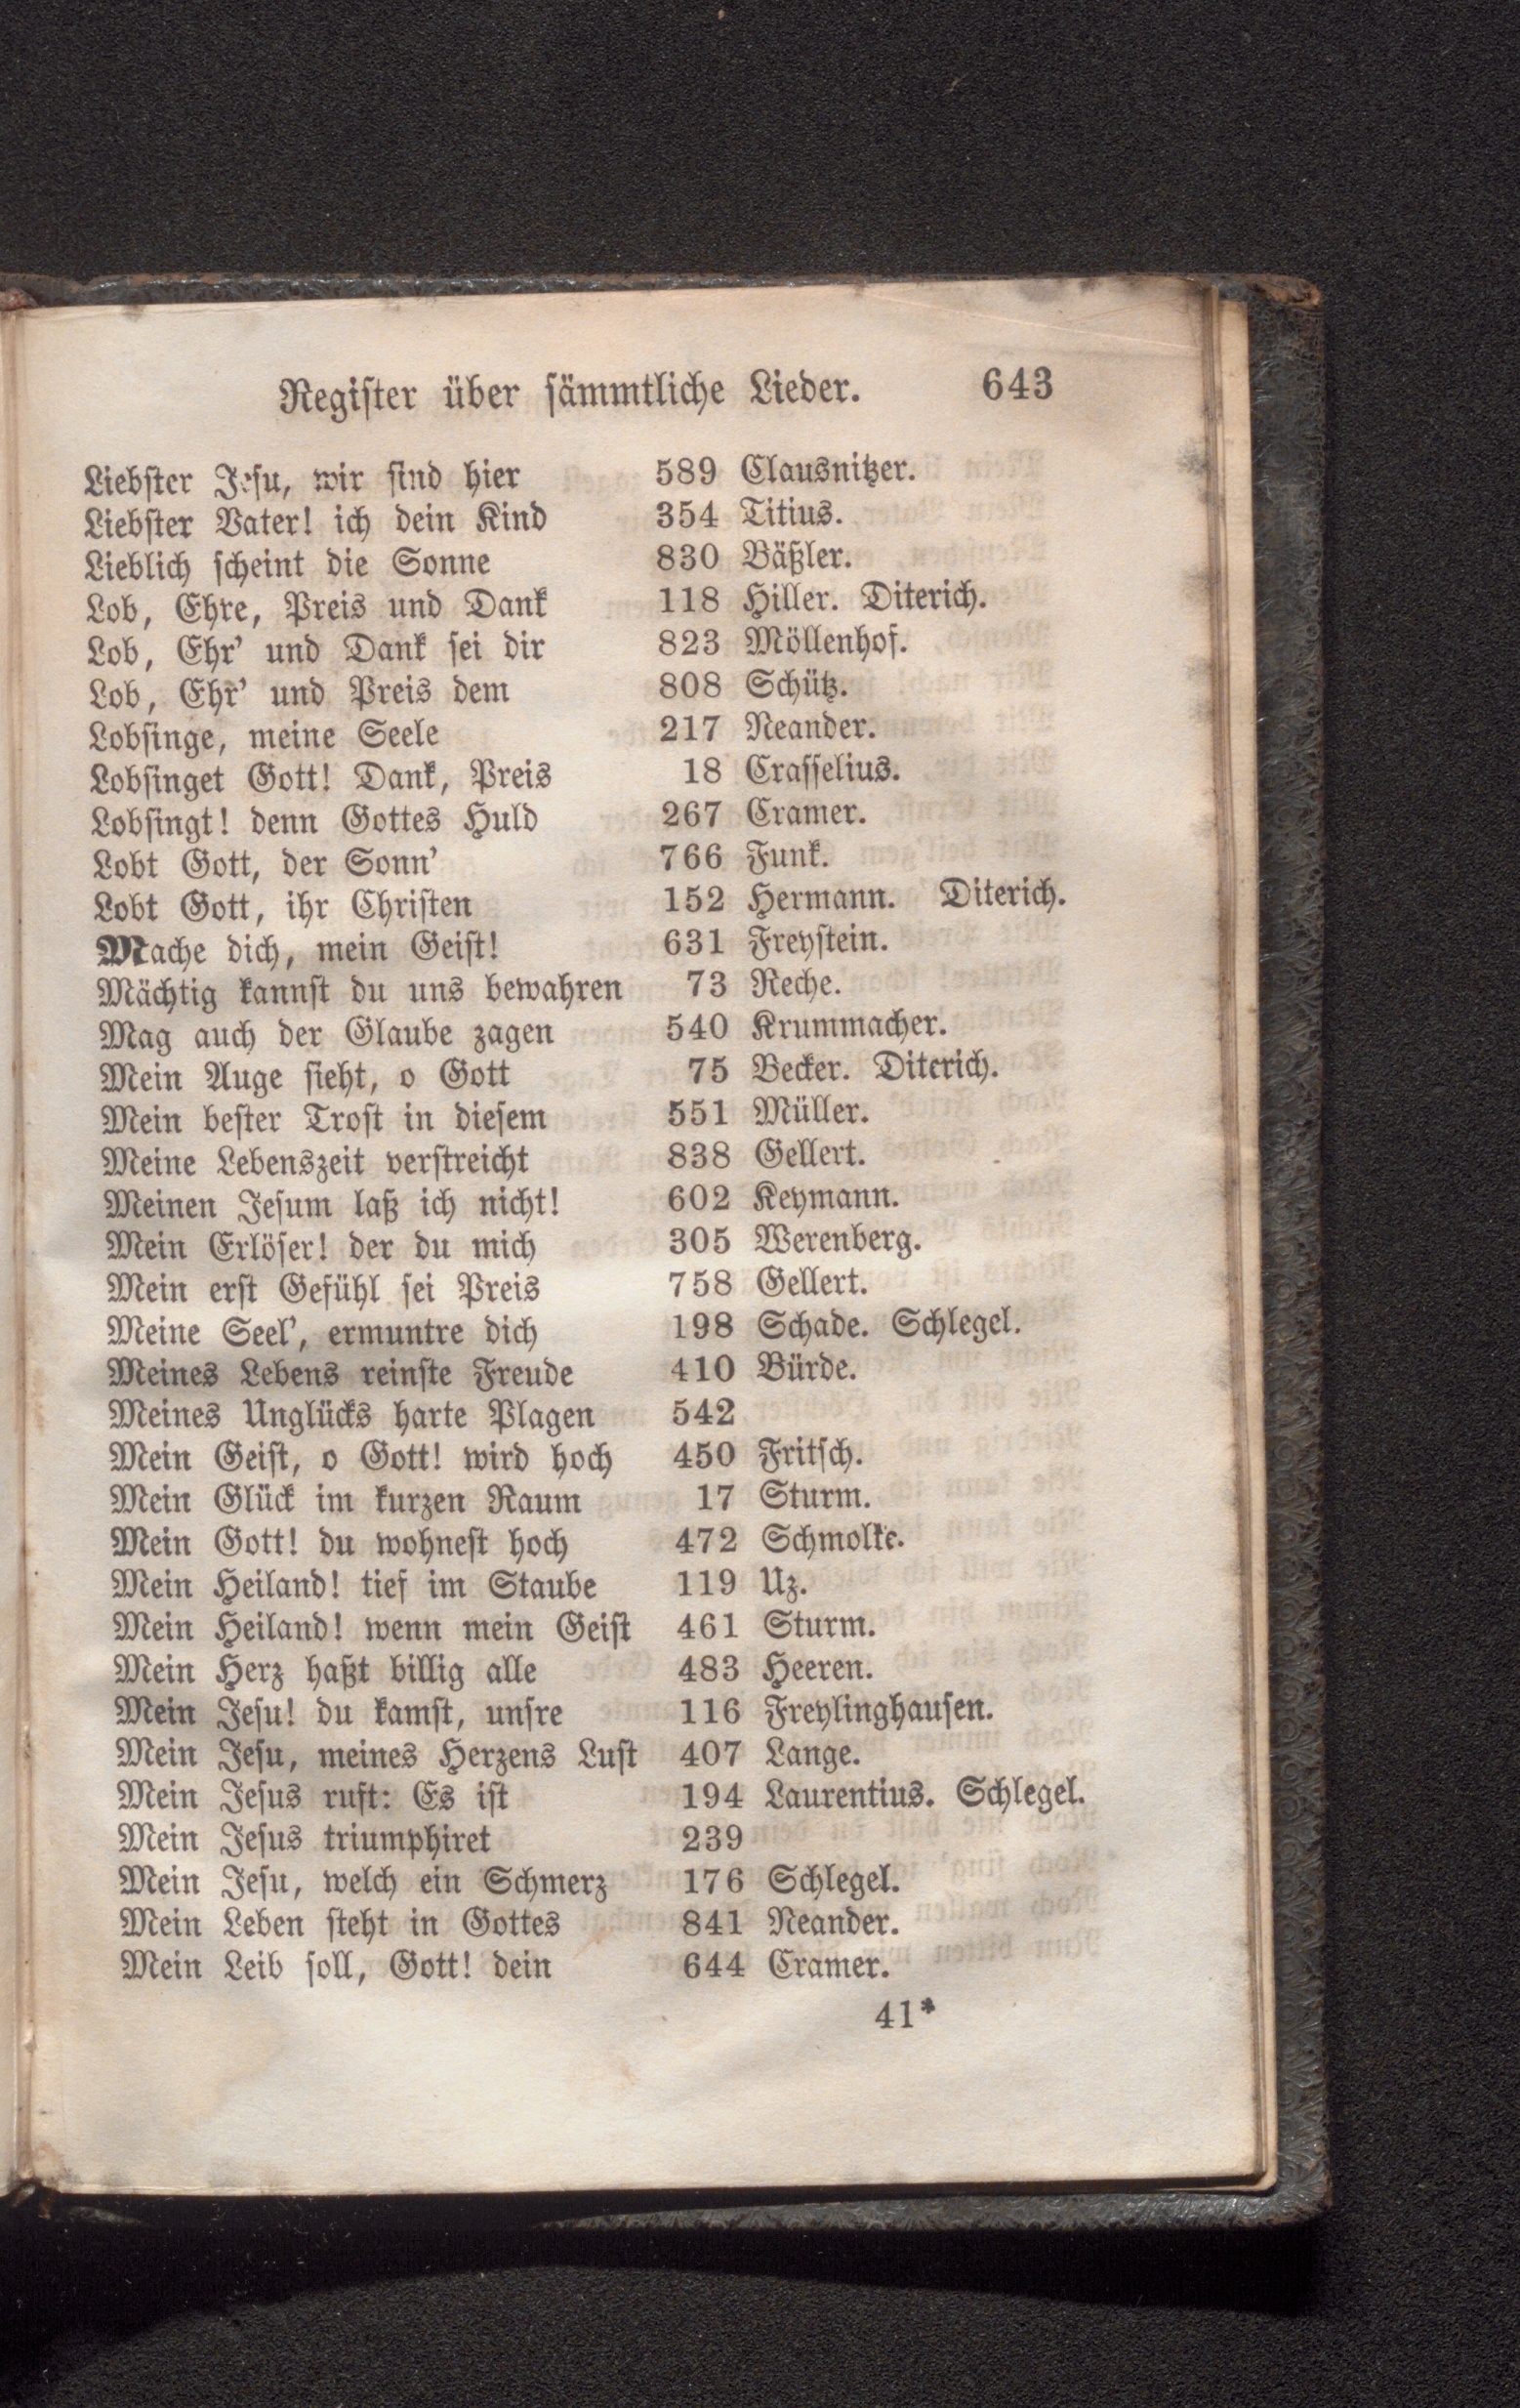 Register über sämmtliche Lieder. 643
Liebster Jesu, wir sind hier 589 Clausnitzer.
Liebster Vater! ich dein Kind 354 Titius.
Lieblich scheint die Sonne 830 Bäßler.
Lob, Ehre, Preis und Dank 118 Hiller. Diterich.
Lob, Ehr' und Dank sei dir 823 Möllenhof.
Lob, Ehr' und Preis dem 808 Schütz.
Lobsinge, meine Seele 217 Neander.
Lobsinget Gott! Dank, Preis 18 Crasselius.
Lobsingt! denn Gottes Huld 267 Cramer.
Lobt Gott, der Sonn' 766 Funk.
Lobt Gott, ihr Christen 152 Hermann. Diterich.
Mache dich, mein Geist! 631 Freystein.
Mächtig kannst du uns bewahren 73 Reche.
Mag auch der Glaube zagen 540 Krummacher.
Mein Auge sieht, o Gott 75 Becker. Diterich.
Mein bester Trost in diesem 551 Müller.
Meine Lebenszeit verstreicht 838 Gellert.
Meinen Jesum laß ich nicht! 602 Keymann.
Mein Erlöser! der du mich 305 Werenberg.
Mein erst Gefühl sei Preis 758 Gellert.
Meine Seel', ermuntre dich 198 Schade. Schlegel.
Meines Lebens reinste Freude 410 Bürde.
Meines Unglücks harte Plagen 542
Mein Geist, o Gott! wird hoch 450 Fritsch.
Mein Glück im kurzen Raum 17 Sturm.
Mein Gott! du wohnest hoch 472 Schmolke.
Mein Heiland! tief im Staube 119 Uz.
Mein Heiland! wenn mein Geist 461 Sturm.
Mein Herz haßt billig alle 483 Heeren.
Mein Jesu! du kamst, unsre 116 Freylinghausen.
Mein Jesu, meines Herzens Lust 407 Lange.
Mein Jesus ruft: Es ist 194 Laurentius. Schlegel.
Mein Jesus triumphiret 239
Mein Jesu, welch ein Schmerz 176 Schlegel.
Mein Leben steht in Gottes 841 Neander.
Mein Leib soll, Gott! dein 644 Cramer.
41*